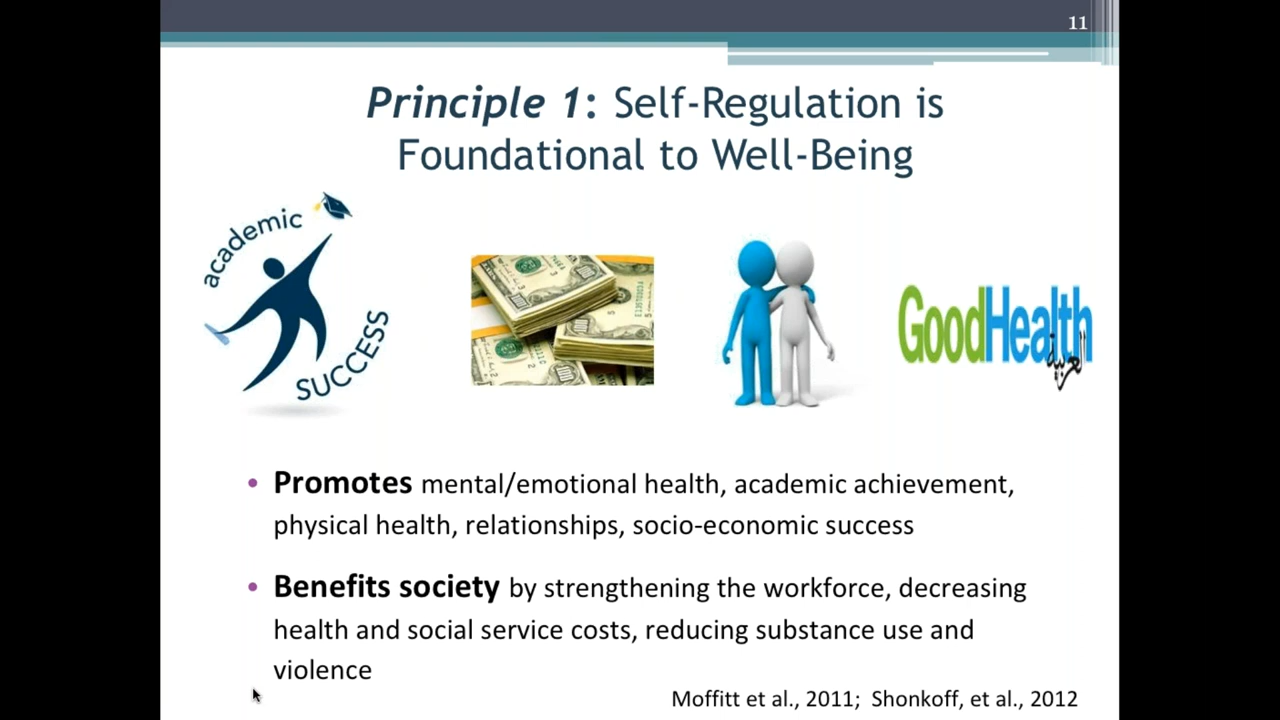 11
Principle 1: Self-Regulation is
Foundational to Well-Being
academic
SUCCESS
GoodHealth
العربية
• Promotes mental/emotional health, academic achievement,
physical health, relationships, socio-economic success
• Benefits society by strengthening the workforce, decreasing
health and social service costs, reducing substance use and
violence
Moffitt et al., 2011; Shonkoff, et al., 2012